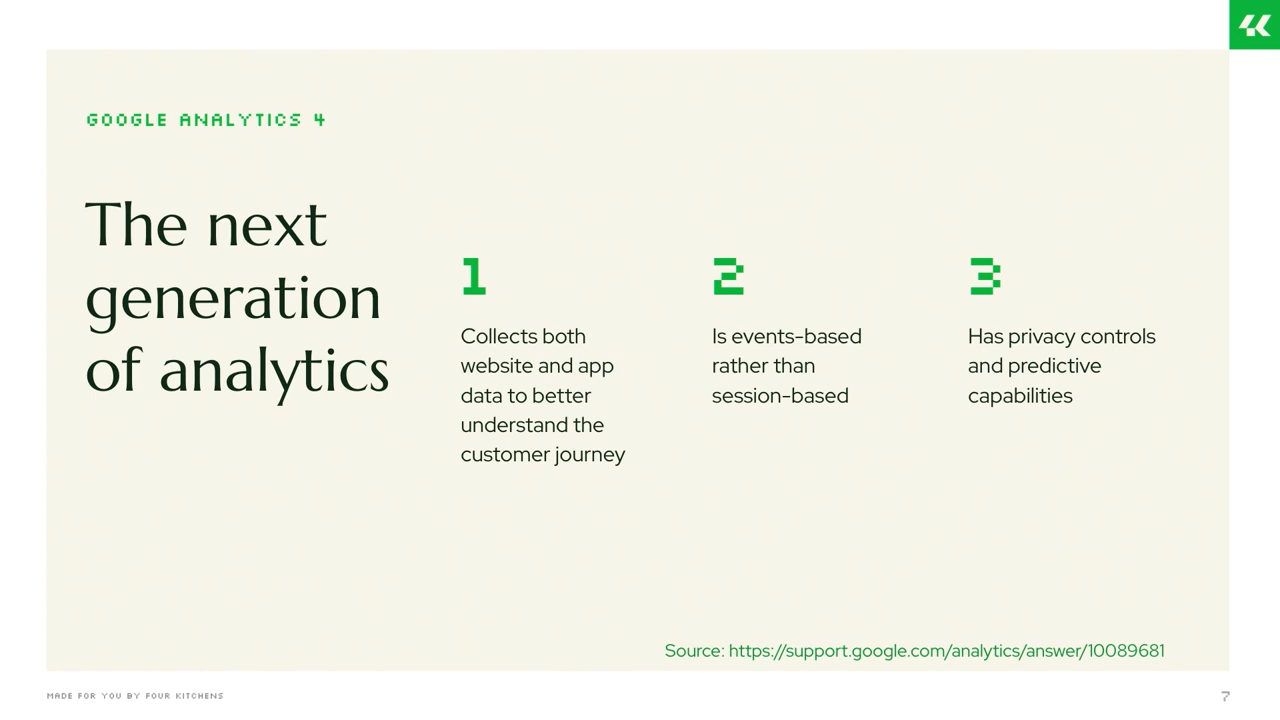 GOOGLE ANALYTICS 4
The next
generation
of analytics
1
Collects both
website and app
data to better
understand the
customer journey
2
Is events-based
rather than
session-based
3
Has privacy controls
and predictive
capabilities
Source: https://support.google.com/analytics/answer/10089681
MADE FOR YOU BY FOUR KITCHENS
7